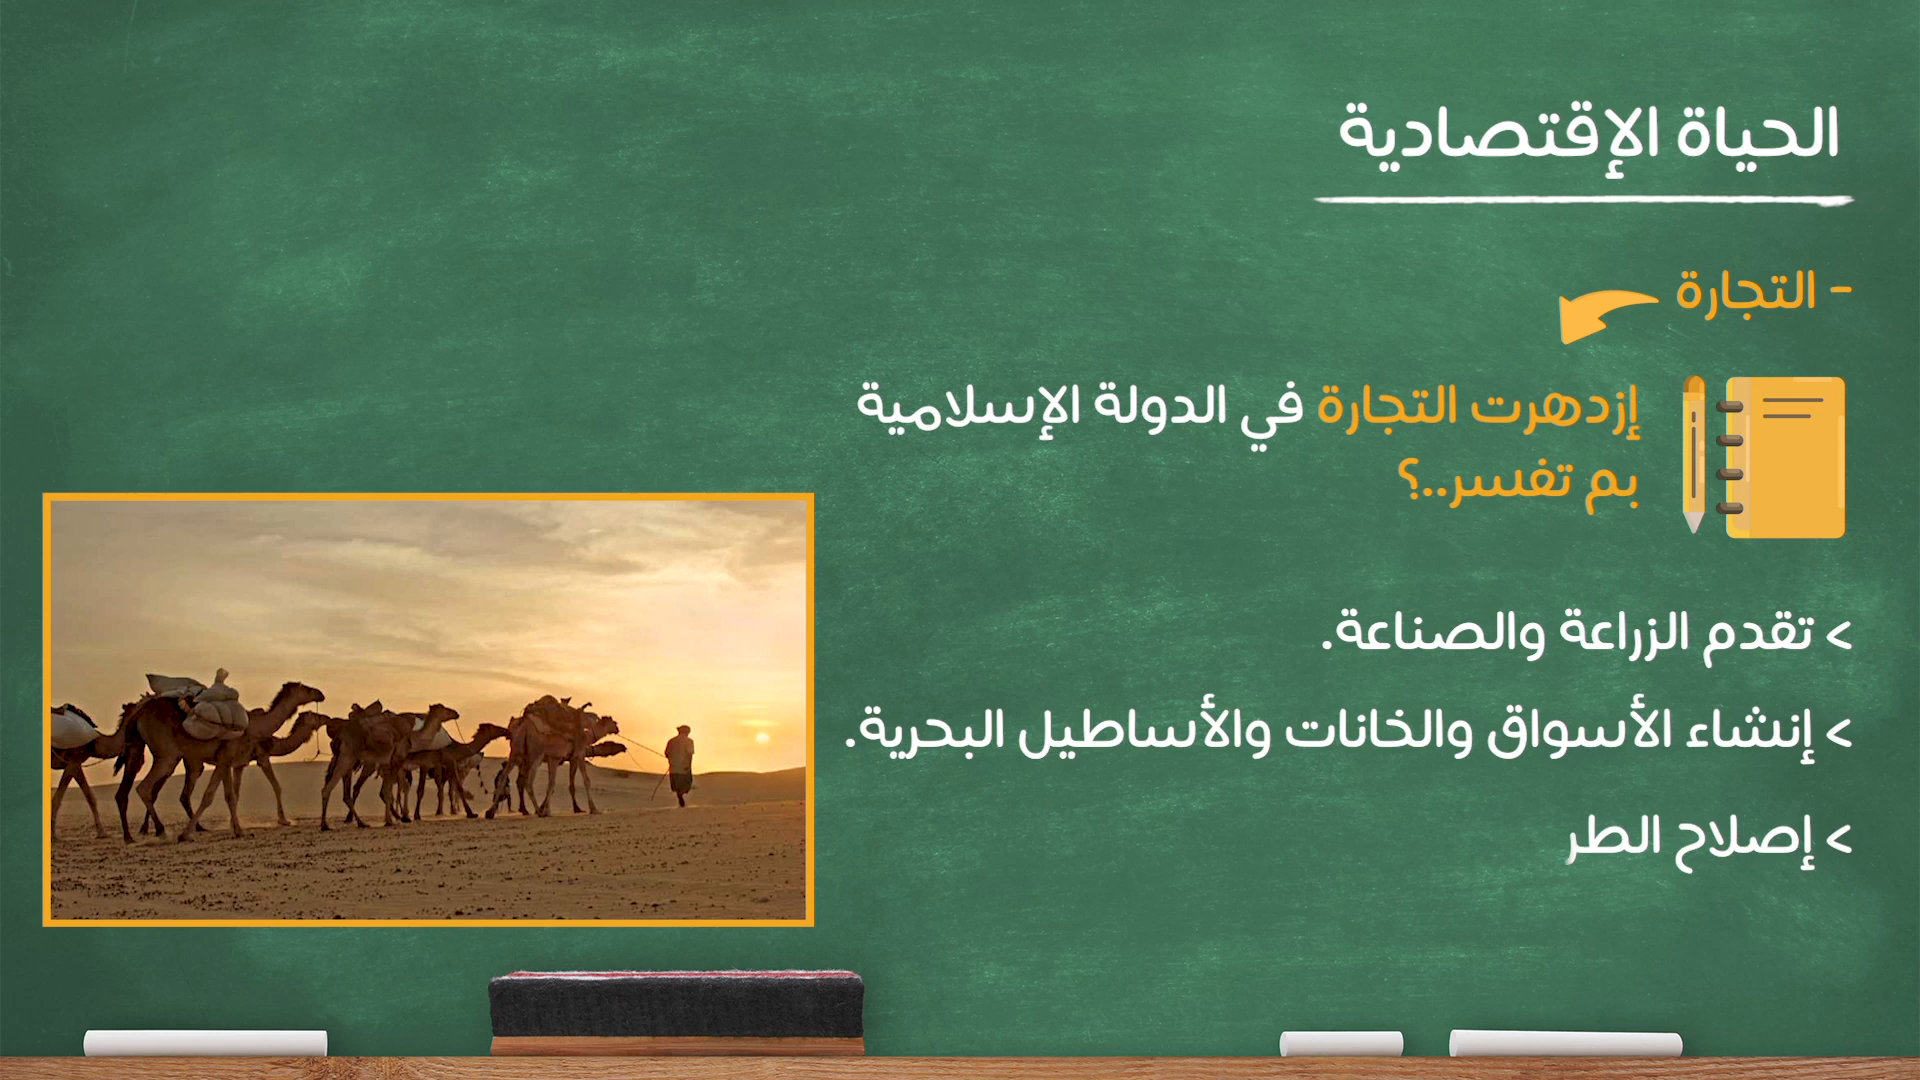 الحياة الإقتصادية
- التجارة
إزدهرت التجارة في الدولة الإسلامية
بم تفسر..؟
> تقدم الزراعة والصناعة.
> إنشاء الأسواق والخانات والأساطيل البحرية.
> إصلاح الطر